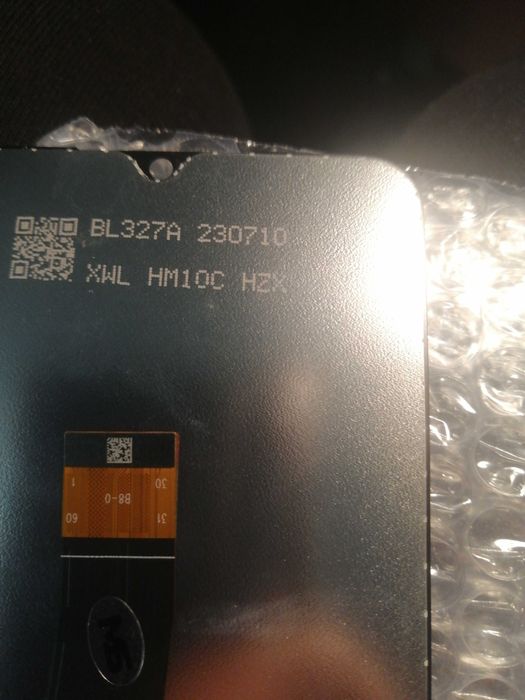 BL327A 230710
XWL HM10C HZX
1 30
B8-0
60 31